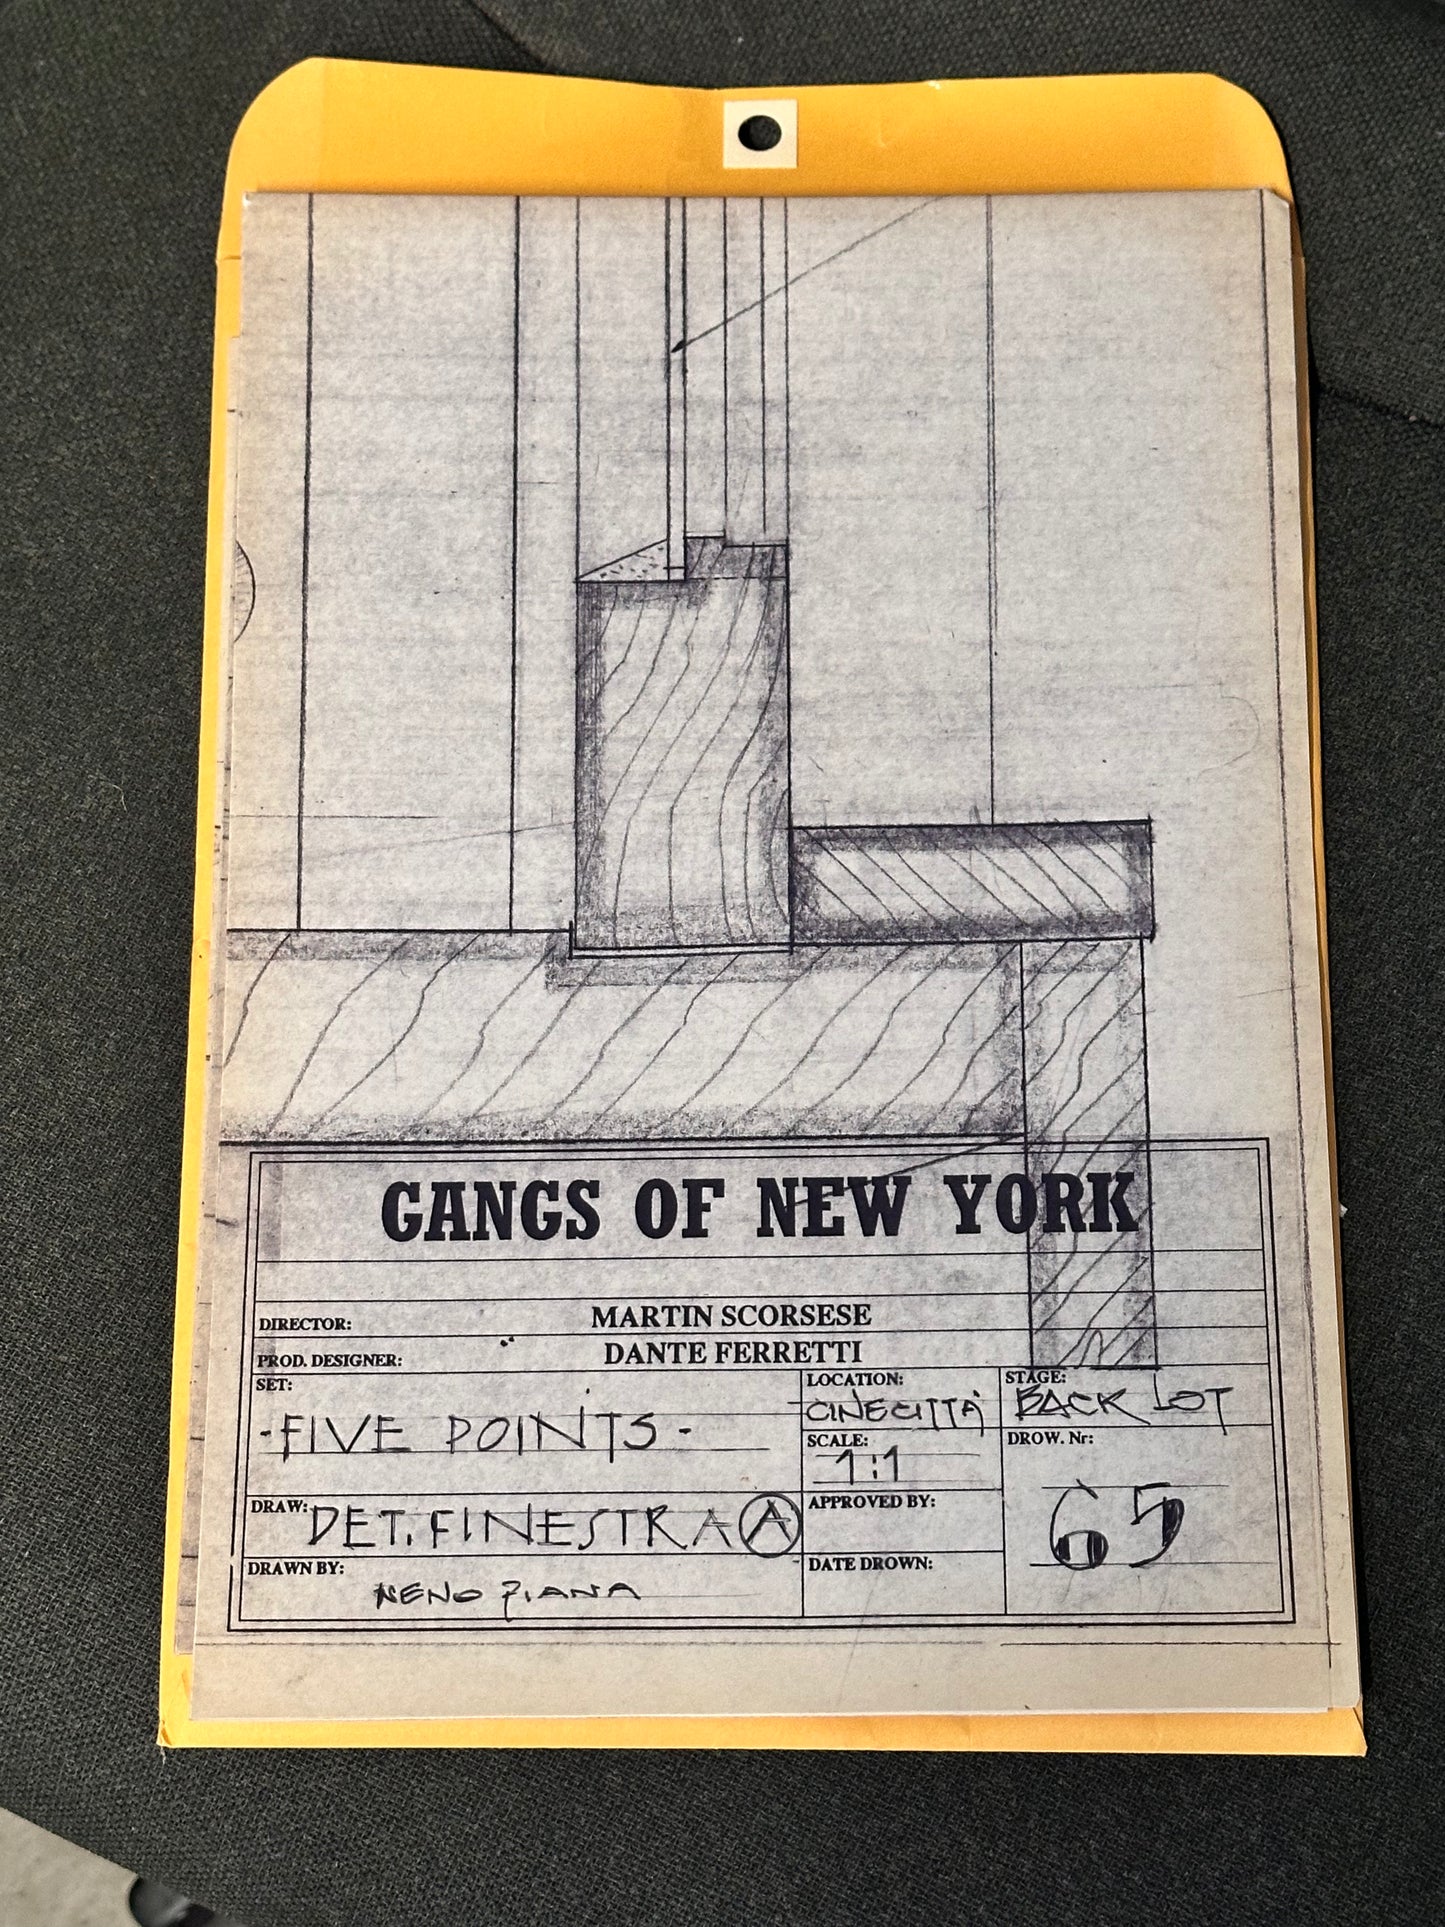 GANGS OF NEW YORK
DIRECTOR: MARTIN SCORSESE
PROD. DESIGNER: DANTE FERRETTI
SET: -FIVE POINTS-
LOCATION: CINECITTÀ
STAGE: BACK LOT
SCALE: 1:1
DROW. Nr: 65
DRAW: DET. FINESTRA A
APPROVED BY:
DRAWN BY: NENO ZIANA
DATE DROWN: